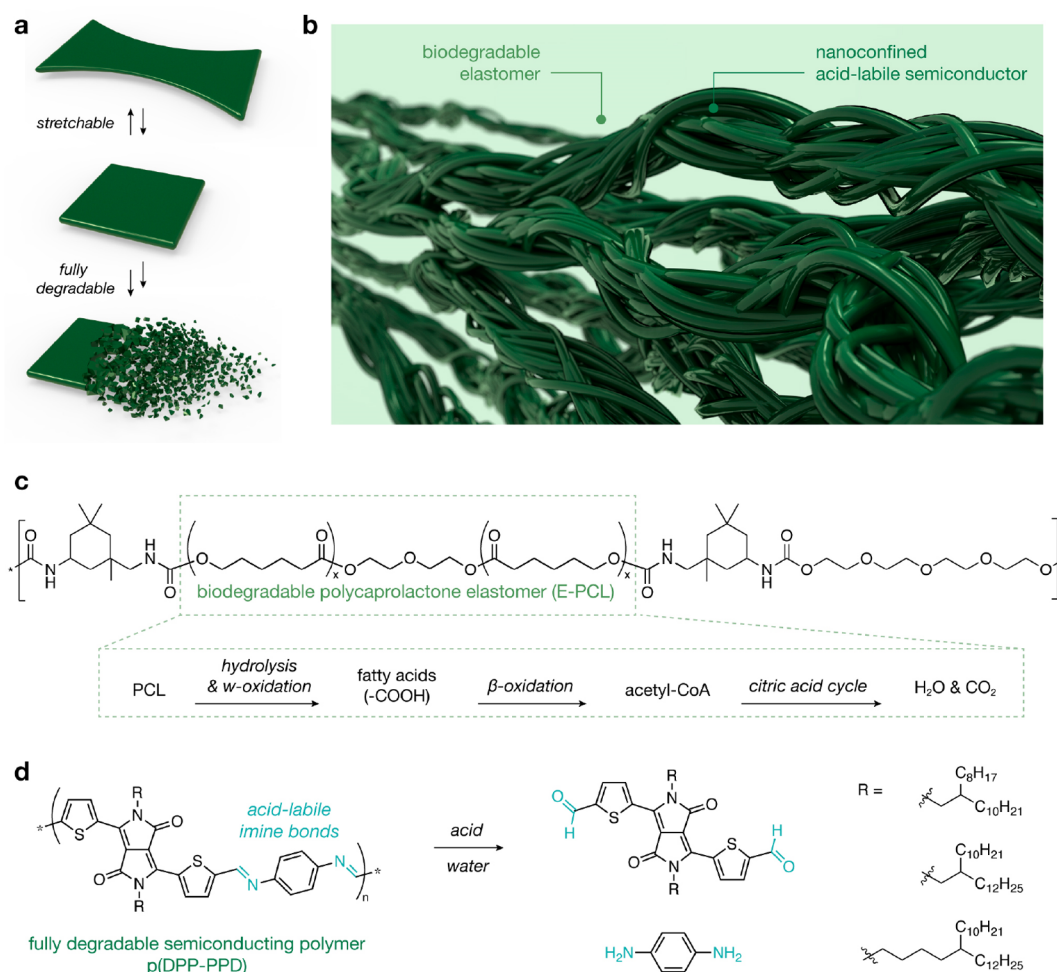 a
stretchable
fully
degradable
b
biodegradable
elastomer
nanoconfined
acid-labile semiconductor
c
O
N
H
H
N
O
O
O
x
O
O
O
O
x
O
H
N
N
H
O
O
O
O
O
O
*
biodegradable polycaprolactone elastomer (E-PCL)
PCL
hydrolysis
& w-oxidation
fatty acids
(-COOH)
β-oxidation
acetyl-CoA
citric acid cycle
H₂O & CO₂
d
*
S
R
N
O
O
N
R
S
N
N
n
*
acid-labile
imine bonds
fully degradable semiconducting polymer
p(DPP-PPD)
acid
water
O
H
S
R
N
O
O
N
R
S
H
O
H₂N
NH₂
R =
C₈H₁₇
C₁₀H₂₁
C₁₀H₂₁
C₁₂H₂₅
C₁₀H₂₁
C₁₂H₂₅